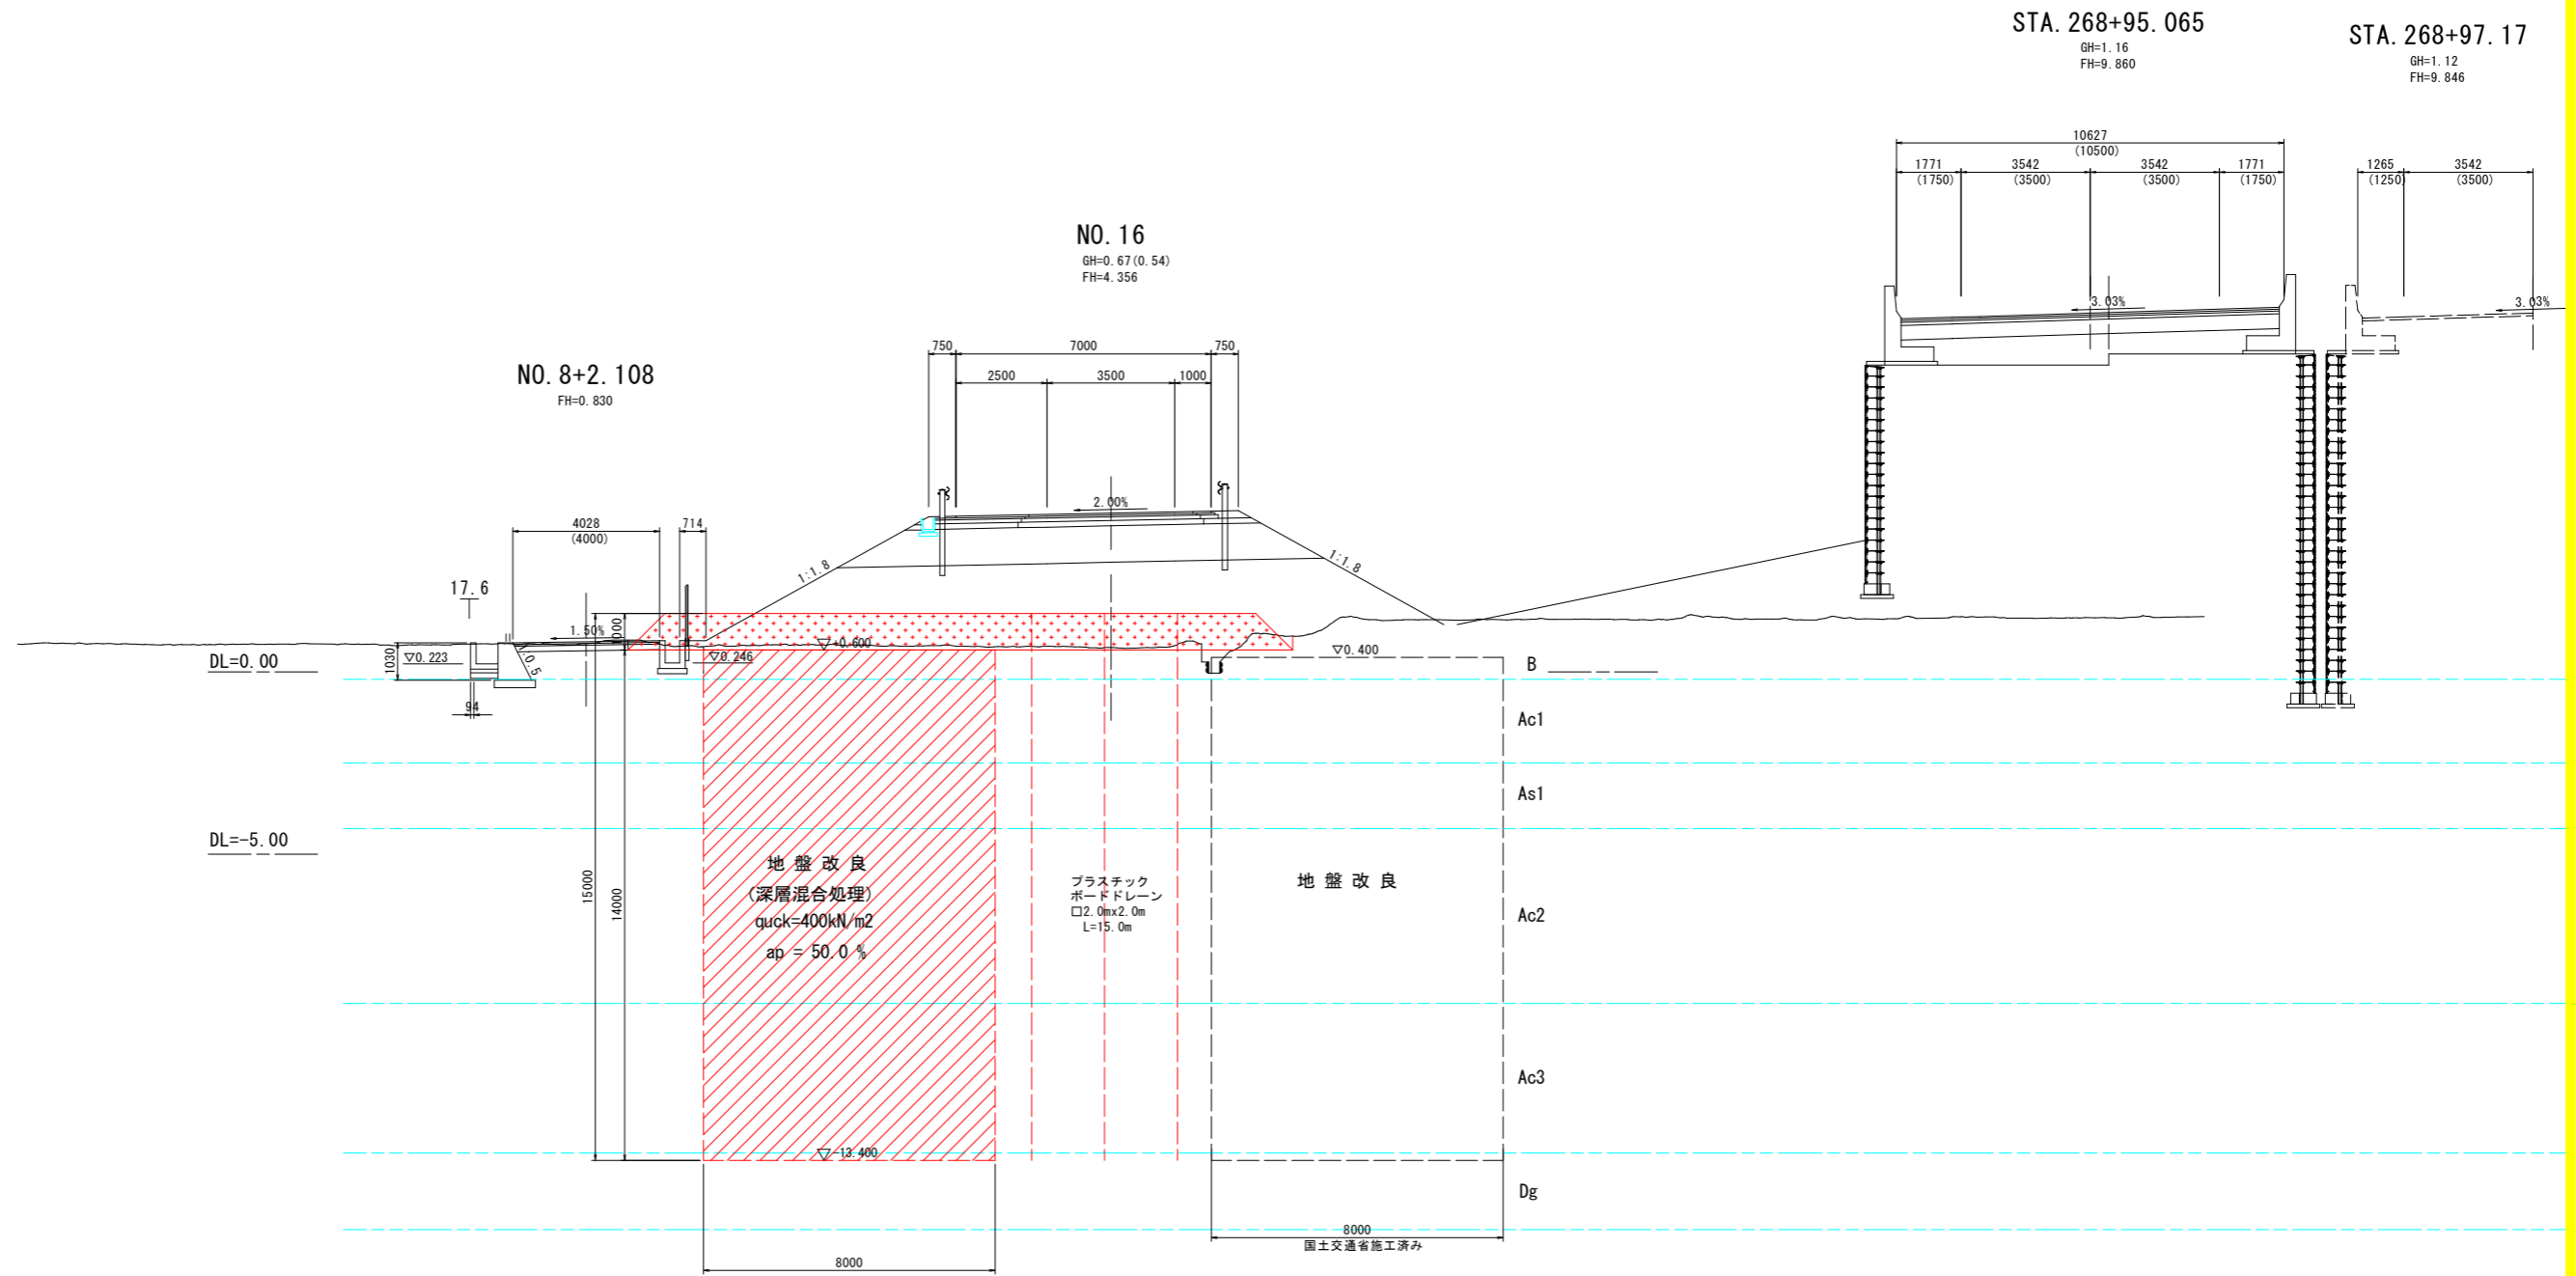 STA.268+95.065
GH=1.16
FH=9.860
STA.268+97.17
GH=1.12
FH=9.846
10627
(10500)
1771
(1750)
3542
(3500)
3542
(3500)
1771
(1750)
1265
(1250)
3542
(3500)
3.03%
3.03%
NO.16
GH=0.67(0.54)
FH=4.356
750
7000
750
2500
3500
1000
2.00%
1:1.8
1:1.8
NO.8+2.108
FH=0.830
4028
(4000)
714
17.6
1.50%
1030
▽0.223
1:0.5
94
▽0.246
▽+0.600
▽0.400
DL=0.00
DL=-5.00
15000
14000
地盤改良
(深層混合処理)
quck=400kN/m2
ap = 50.0 %
プラスチック
ボードドレーン
□2.0mx2.0m
L=15.0m
地盤改良
B
Ac1
As1
Ac2
Ac3
Dg
▽-13.400
8000
8000
国土交通省施工済み